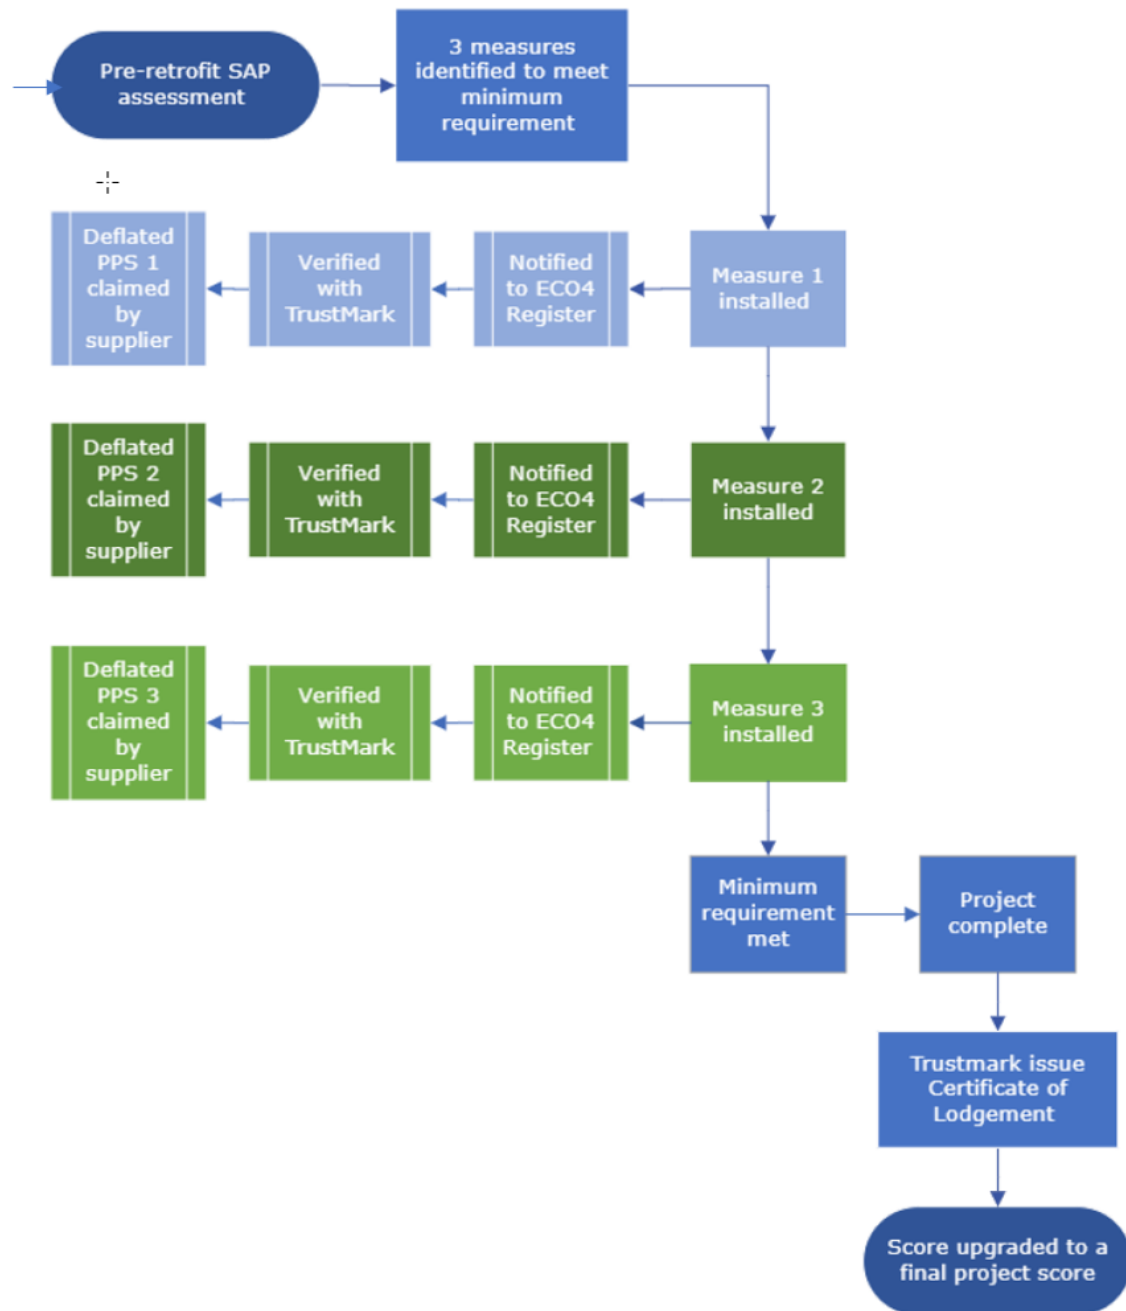 Pre-retrofit SAP
assessment
3 measures
identified to meet
minimum
requirement
Deflated
PPS 1
claimed
by
supplier
Verified
with
TrustMark
Notified
to ECO4
Register
Measure 1
installed
Deflated
PPS 2
claimed
by
supplier
Verified
with
TrustMark
Notified
to ECO4
Register
Measure 2
installed
Deflated
PPS 3
claimed
by
supplier
Verified
with
TrustMark
Notified
to ECO4
Register
Measure 3
installed
Minimum
requirement
met
Project
complete
Trustmark issue
Certificate of
Lodgement
Score upgraded to a
final project score